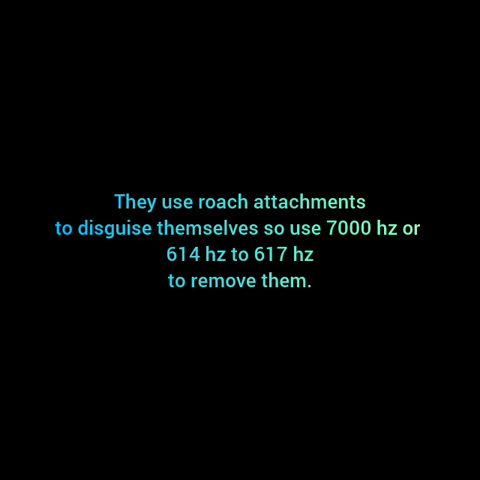 They use roach attachments
to disguise themselves so use 7000 hz or
614 hz to 617 hz
to remove them.